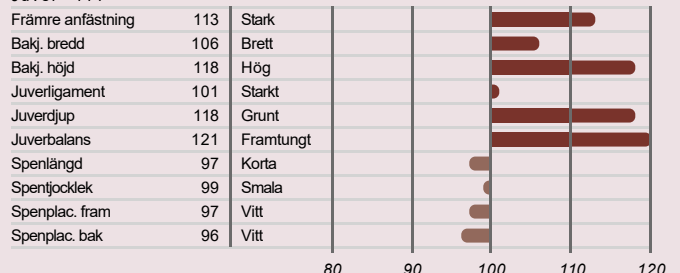 Främre anfästning 113 Stark
Bakj. bredd 106 Brett
Bakj. höjd 118 Hög
Juverligament 101 Starkt
Juverdjup 118 Grunt
Juverbalans 121 Framtungt
Spenlängd 97 Korta
Spentjocklek 99 Smala
Spenplac. fram 97 Vitt
Spenplac. bak 96 Vitt
80 90 100 110 120